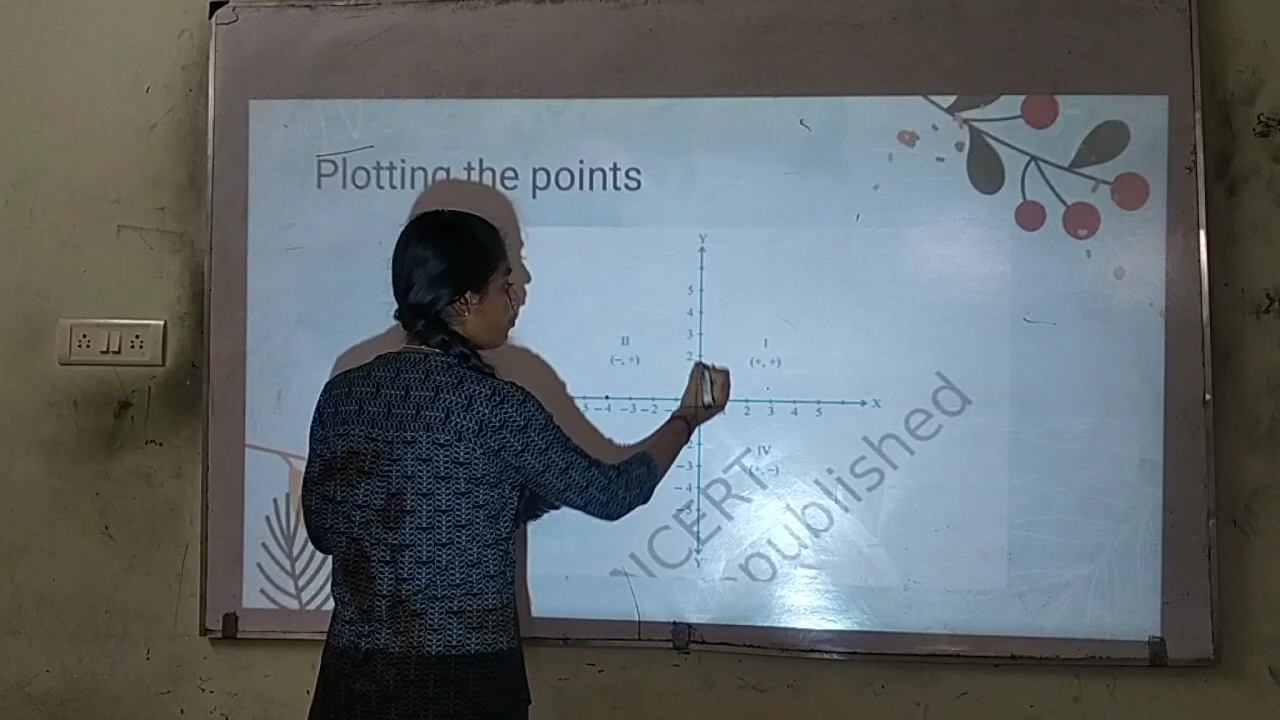 Plotting the points
Y
5
4
3
II I
2
(–, +) (+, +)
–4 –3 –2 2 3 4 5 X
IV
–3 (+, –)
–4
NCERT
published